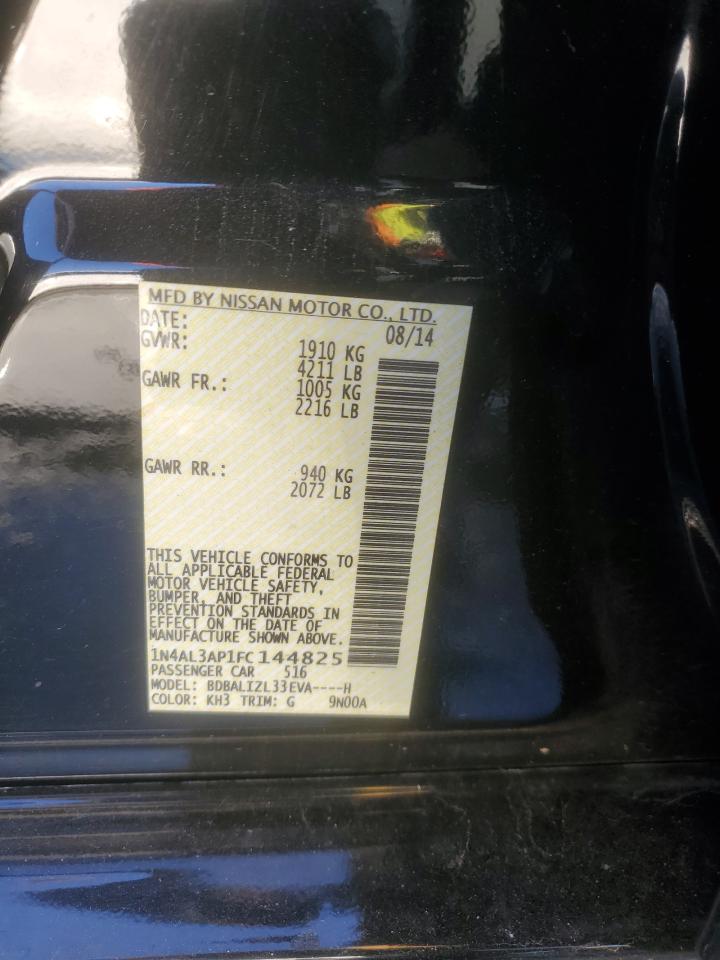 MFD BY NISSAN MOTOR CO., LTD.
DATE: 08/14
GVWR: 1910 KG
4211 LB
GAWR FR.: 1005 KG
2216 LB
GAWR RR.: 940 KG
2072 LB
THIS VEHICLE CONFORMS TO
ALL APPLICABLE FEDERAL
MOTOR VEHICLE SAFETY,
BUMPER, AND THEFT
PREVENTION STANDARDS IN
EFFECT ON THE DATE OF
MANUFACTURE SHOWN ABOVE.
1N4AL3AP1FC144825
PASSENGER CAR 516
MODEL: BDBALIZL33EVA----H
COLOR: KH3 TRIM: G 9N00A